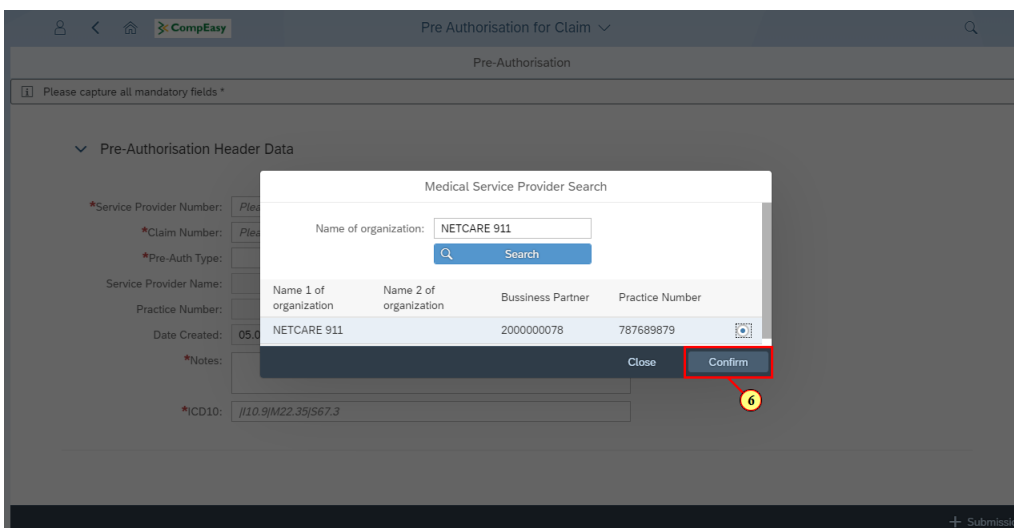 CompEasy
Pre Authorisation for Claim
Pre-Authorisation
Please capture all mandatory fields *
Pre-Authorisation Header Data
Medical Service Provider Search
*Service Provider Number:
Name of organization: NETCARE 911
*Claim Number:
Search
*Pre-Auth Type:
Service Provider Name:
Name 1 of organization Name 2 of organization Bussiness Partner Practice Number
Practice Number:
NETCARE 911 2000000078 787689879
Date Created: 05.0
*Notes:
Close Confirm
6
*ICD10: |I10.9|M22.35|S67.3